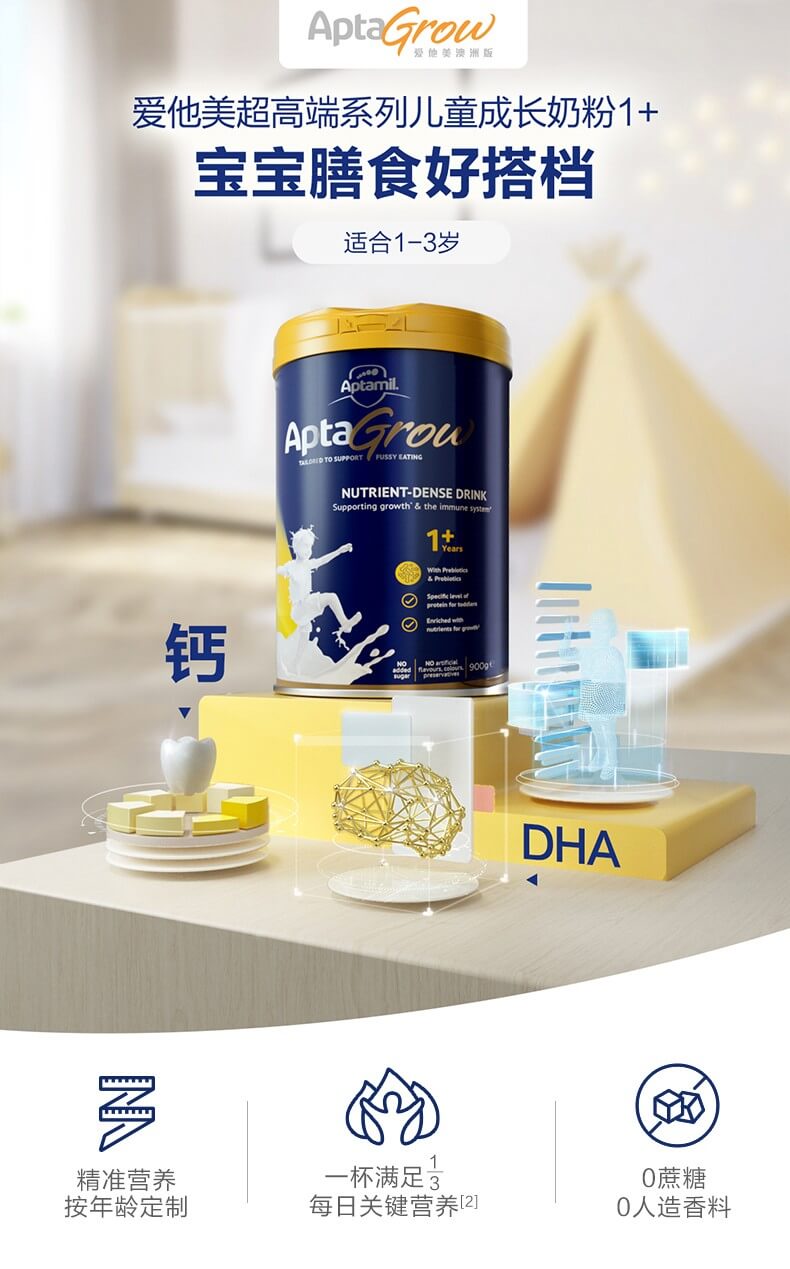 AptaGrow
爱他美澳洲版
爱他美超高端系列儿童成长奶粉1+
宝宝膳食好搭档
适合1-3岁
Aptamil.
AptaGrow
TAILORED TO SUPPORT FUSSY EATING
NUTRIENT-DENSE DRINK
Supporting growth^ & the immune system^
1+
Years
With Prebiotics
& Probiotics
Specific level of
protein for toddlers
Enriched with
nutrients for growth^
NO
added
sugar
NO artificial
flavours, colours,
preservatives
900g℮
钙
DHA
精准营养
按年龄定制
一杯满足1/3
每日关键营养[2]
0蔗糖
0人造香料